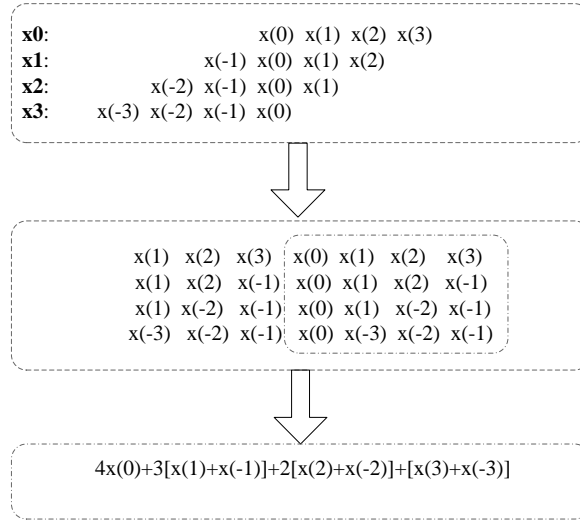 x0: x(0) x(1) x(2) x(3)
x1: x(-1) x(0) x(1) x(2)
x2: x(-2) x(-1) x(0) x(1)
x3: x(-3) x(-2) x(-1) x(0)
x(1) x(2) x(3) x(0) x(1) x(2) x(3)
x(1) x(2) x(-1) x(0) x(1) x(2) x(-1)
x(1) x(-2) x(-1) x(0) x(1) x(-2) x(-1)
x(-3) x(-2) x(-1) x(0) x(-3) x(-2) x(-1)
4x(0)+3[x(1)+x(-1)]+2[x(2)+x(-2)]+[x(3)+x(-3)]